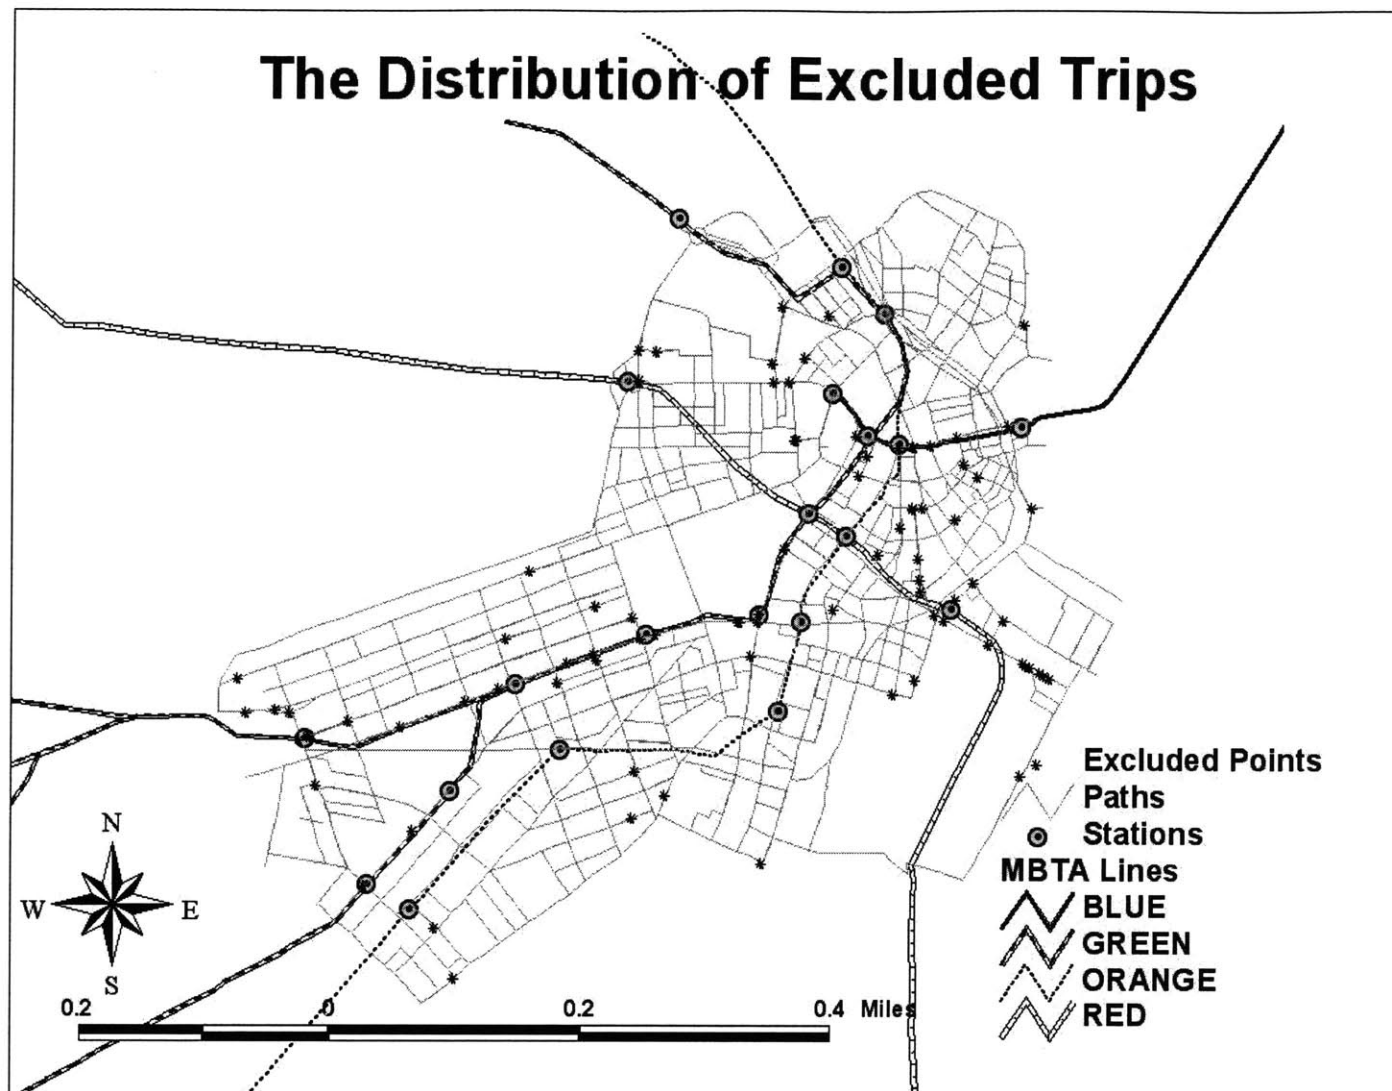 The Distribution of Excluded Trips
Excluded Points
Paths
Stations
MBTA Lines
BLUE
GREEN
ORANGE
RED
N
W E
S
0.2 0 0.2 0.4 Miles